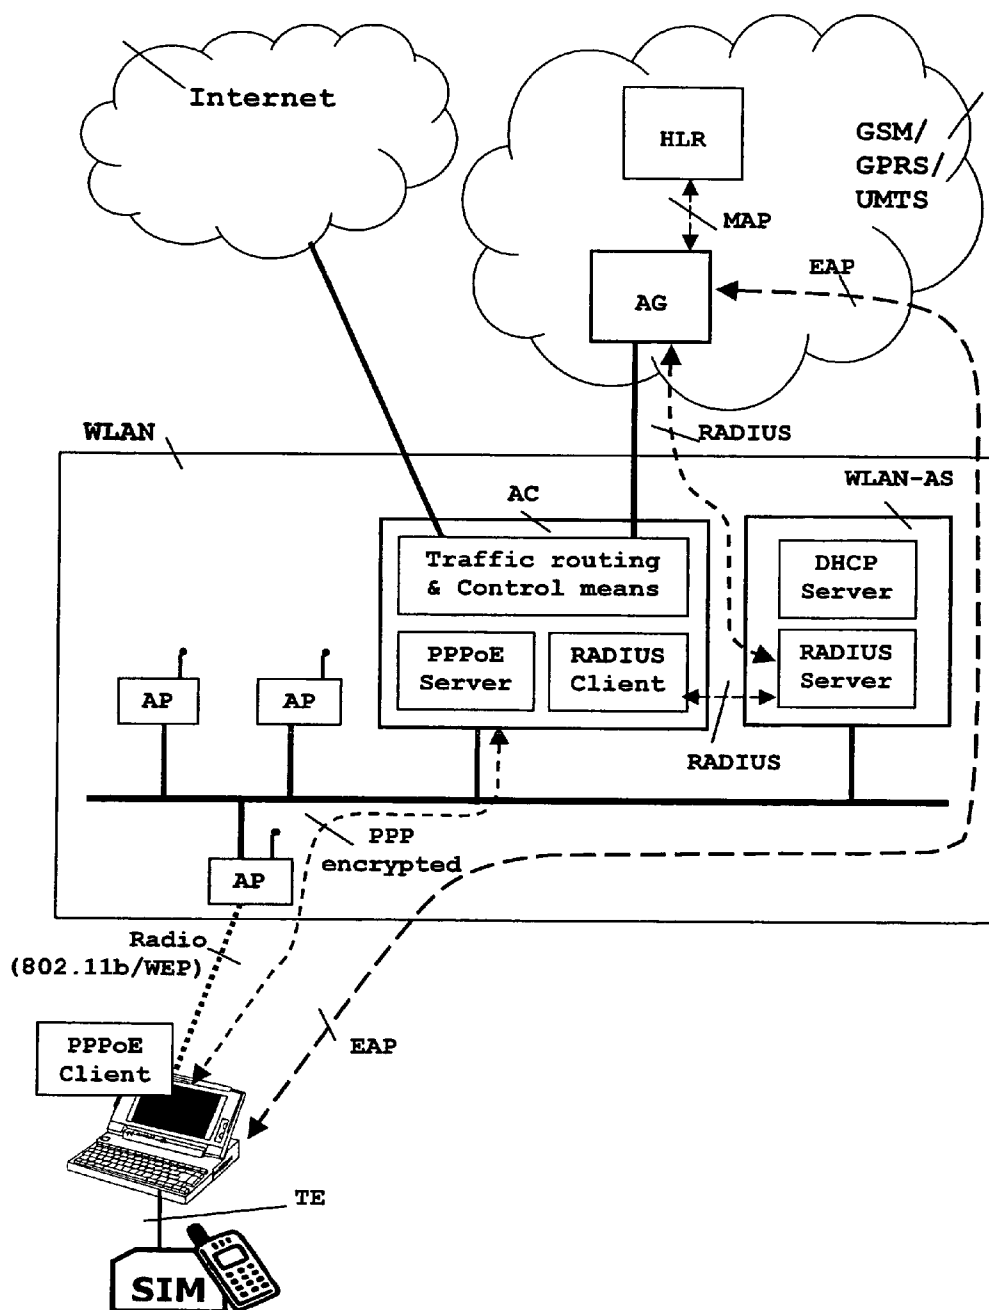 Internet
HLR
GSM/
GPRS/
UMTS
MAP
EAP
AG
RADIUS
WLAN
WLAN-AS
AC
Traffic routing
& Control means
DHCP
Server
PPPoE
Server
RADIUS
Client
RADIUS
Server
AP
AP
RADIUS
PPP
encrypted
AP
Radio
(802.11b/WEP)
EAP
PPPoE
Client
TE
SIM